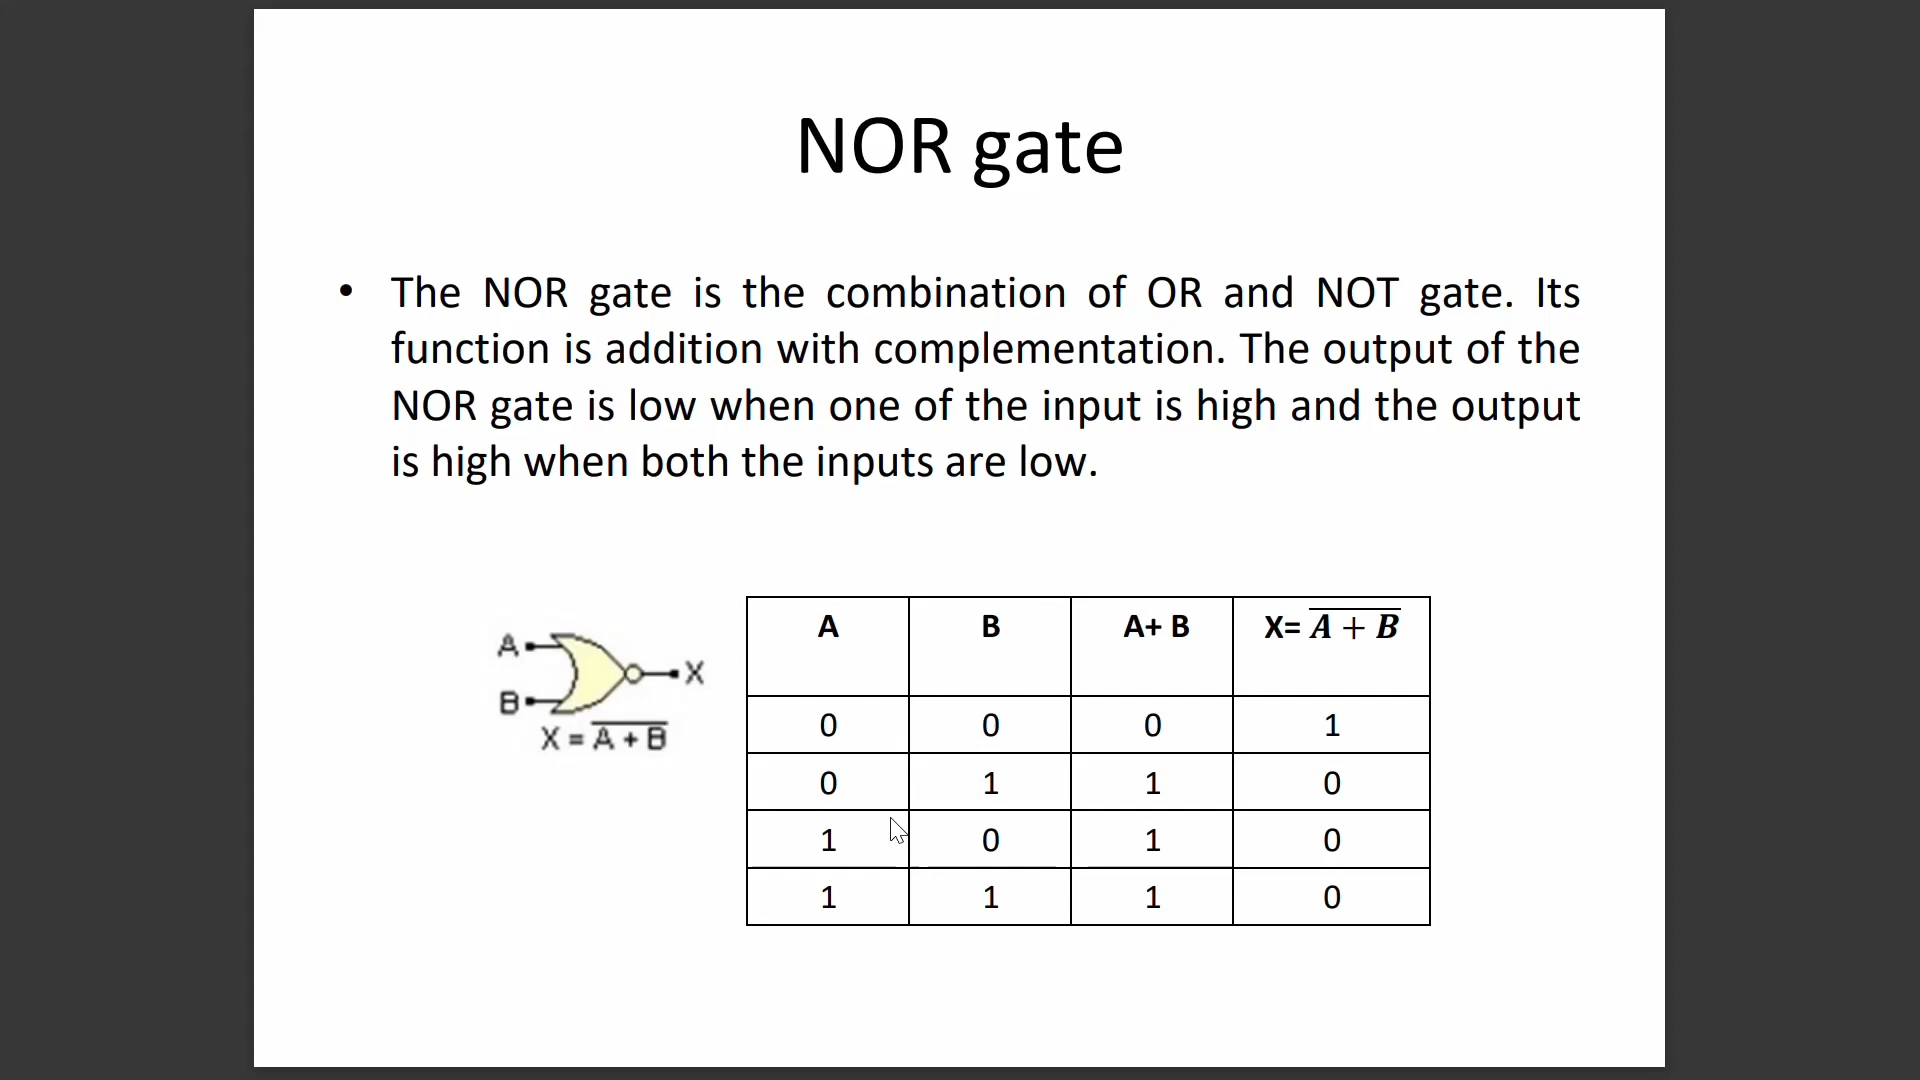 NOR gate
• The NOR gate is the combination of OR and NOT gate. Its
function is addition with complementation. The output of the
NOR gate is low when one of the input is high and the output
is high when both the inputs are low.
A
B
X
X = A̅ ̅+̅ ̅B̅
A B A+ B X= A̅ ̅+̅ ̅B̅
0 0 0 1
0 1 1 0
1 0 1 0
1 1 1 0